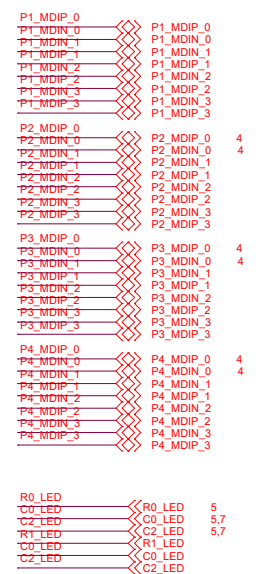 P1_MDIP_0 P1_MDIP_0
P1_MDIN_0 P1_MDIN_0
P1_MDIN_1 P1_MDIN_1
P1_MDIP_1 P1_MDIP_1
P1_MDIN_2 P1_MDIN_2
P1_MDIP_2 P1_MDIP_2
P1_MDIN_3 P1_MDIN_3
P1_MDIP_3 P1_MDIP_3
P2_MDIP_0 P2_MDIP_0 4
P2_MDIN_0 P2_MDIN_0 4
P2_MDIN_1 P2_MDIN_1
P2_MDIP_1 P2_MDIP_1
P2_MDIN_2 P2_MDIN_2
P2_MDIP_2 P2_MDIP_2
P2_MDIN_3 P2_MDIN_3
P2_MDIP_3 P2_MDIP_3
P3_MDIP_0 P3_MDIP_0 4
P3_MDIN_0 P3_MDIN_0 4
P3_MDIN_1 P3_MDIN_1
P3_MDIP_1 P3_MDIP_1
P3_MDIN_2 P3_MDIN_2
P3_MDIP_2 P3_MDIP_2
P3_MDIN_3 P3_MDIN_3
P3_MDIP_3 P3_MDIP_3
P4_MDIP_0 P4_MDIP_0 4
P4_MDIN_0 P4_MDIN_0 4
P4_MDIN_1 P4_MDIN_1
P4_MDIP_1 P4_MDIP_1
P4_MDIN_2 P4_MDIN_2
P4_MDIP_2 P4_MDIP_2
P4_MDIN_3 P4_MDIN_3
P4_MDIP_3 P4_MDIP_3
R0_LED R0_LED 5
C0_LED C0_LED 5,7
C2_LED C2_LED 5,7
R1_LED R1_LED
C0_LED C0_LED
C2_LED C2_LED